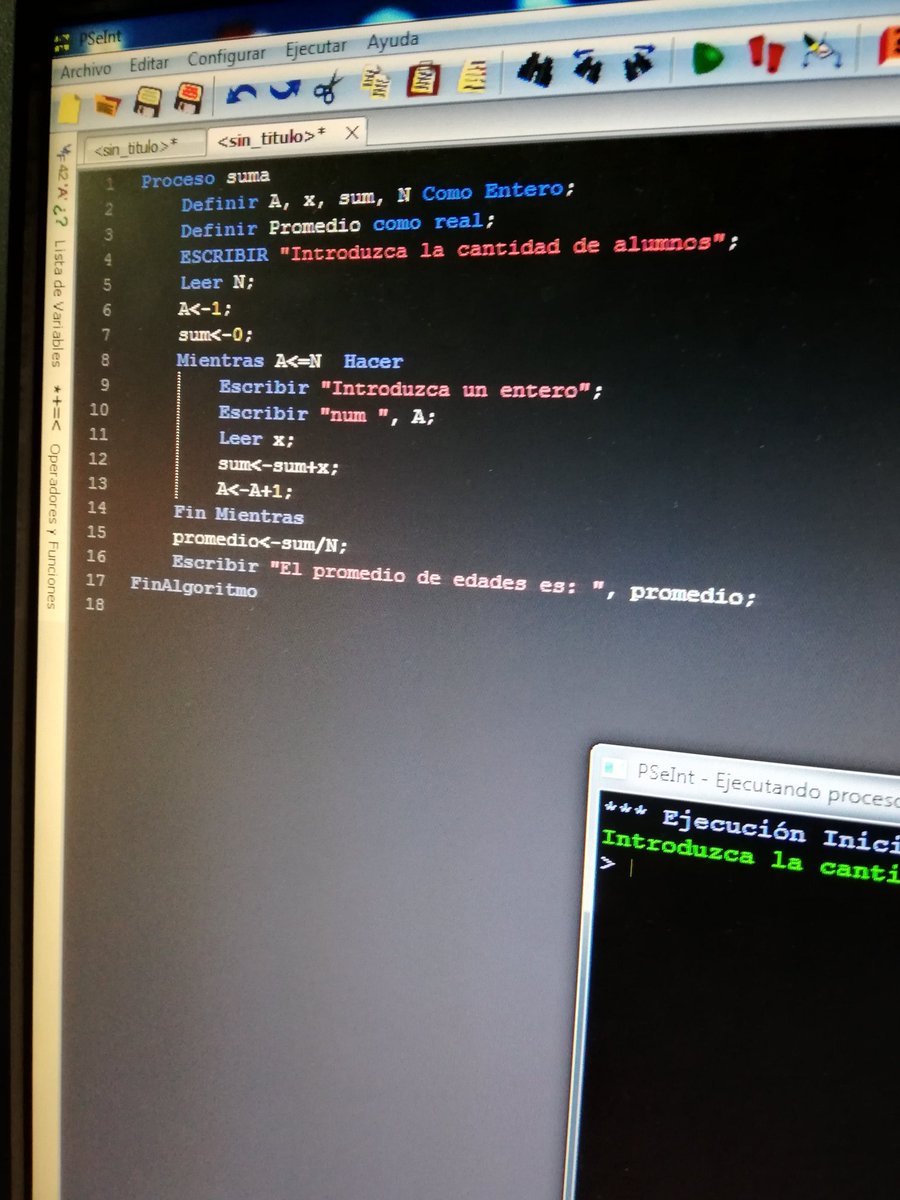 PSeInt
Archivo Editar Configurar Ejecutar Ayuda
<sin_titulo>* <sin_titulo>* X
42 'A' ¿? Lista de Variables
*+=< Operadores y Funciones
1 Proceso suma
2 Definir A, x, sum, N Como Entero;
3 Definir Promedio como real;
4 ESCRIBIR "Introduzca la cantidad de alumnos";
5 Leer N;
6 A<-1;
7 sum<-0;
8 Mientras A<=N Hacer
9 Escribir "Introduzca un entero";
10 Escribir "num ", A;
11 Leer x;
12 sum<-sum+x;
13 A<-A+1;
14 Fin Mientras
15 promedio<-sum/N;
16 Escribir "El promedio de edades es: ", promedio;
17 FinAlgoritmo
18
PSeInt - Ejecutando proceso
*** Ejecución Inici
Introduzca la canti
>